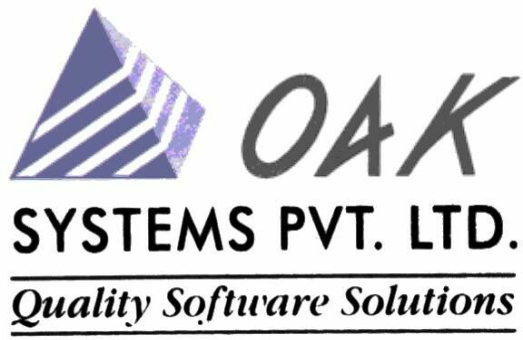 OAK
SYSTEMS PVT. LTD.
Quality Software Solutions